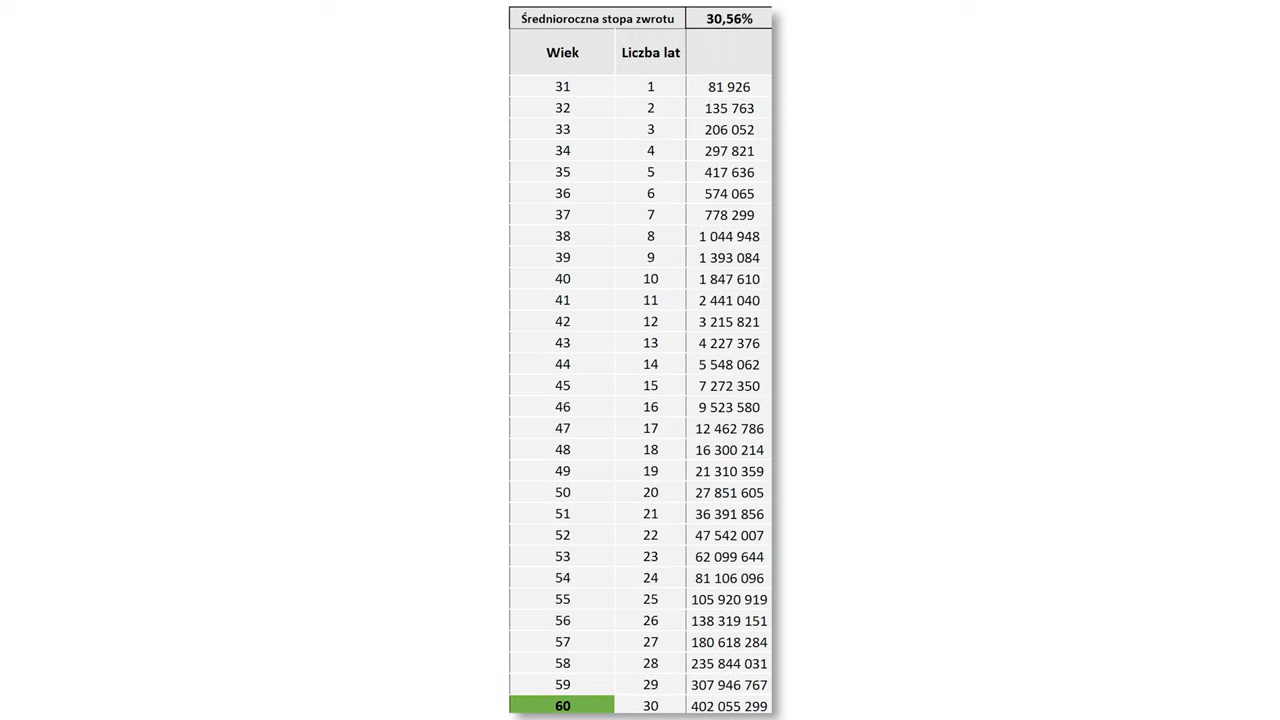 Średnioroczna stopa zwrotu 30,56%
Wiek Liczba lat
31 1 81 926
32 2 135 763
33 3 206 052
34 4 297 821
35 5 417 636
36 6 574 065
37 7 778 299
38 8 1 044 948
39 9 1 393 084
40 10 1 847 610
41 11 2 441 040
42 12 3 215 821
43 13 4 227 376
44 14 5 548 062
45 15 7 272 350
46 16 9 523 580
47 17 12 462 786
48 18 16 300 214
49 19 21 310 359
50 20 27 851 605
51 21 36 391 856
52 22 47 542 007
53 23 62 099 644
54 24 81 106 096
55 25 105 920 919
56 26 138 319 151
57 27 180 618 284
58 28 235 844 031
59 29 307 946 767
60 30 402 055 299